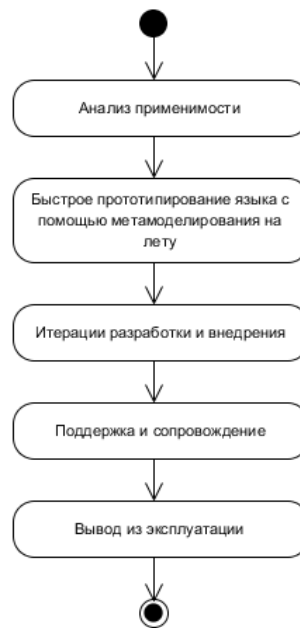 Анализ применимости
Быстрое прототипирование языка с
помощью метамоделирования на
лету
Итерации разработки и внедрения
Поддержка и сопровождение
Вывод из эксплуатации